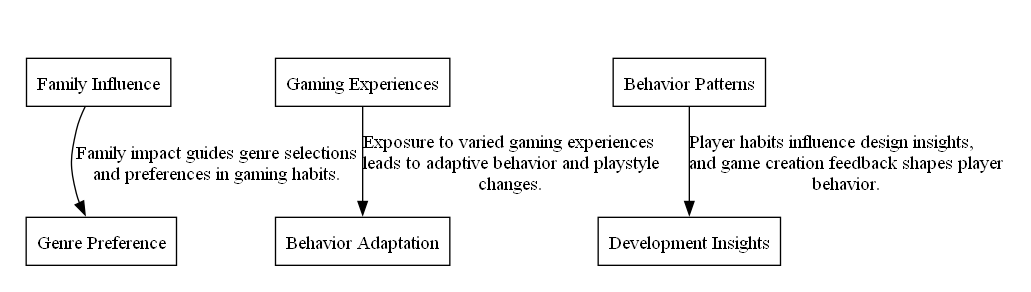 Family Influence
Gaming Experiences
Behavior Patterns
Family impact guides genre selections
and preferences in gaming habits.
Exposure to varied gaming experiences
leads to adaptive behavior and playstyle
changes.
Player habits influence design insights,
and game creation feedback shapes player
behavior.
Genre Preference
Behavior Adaptation
Development Insights